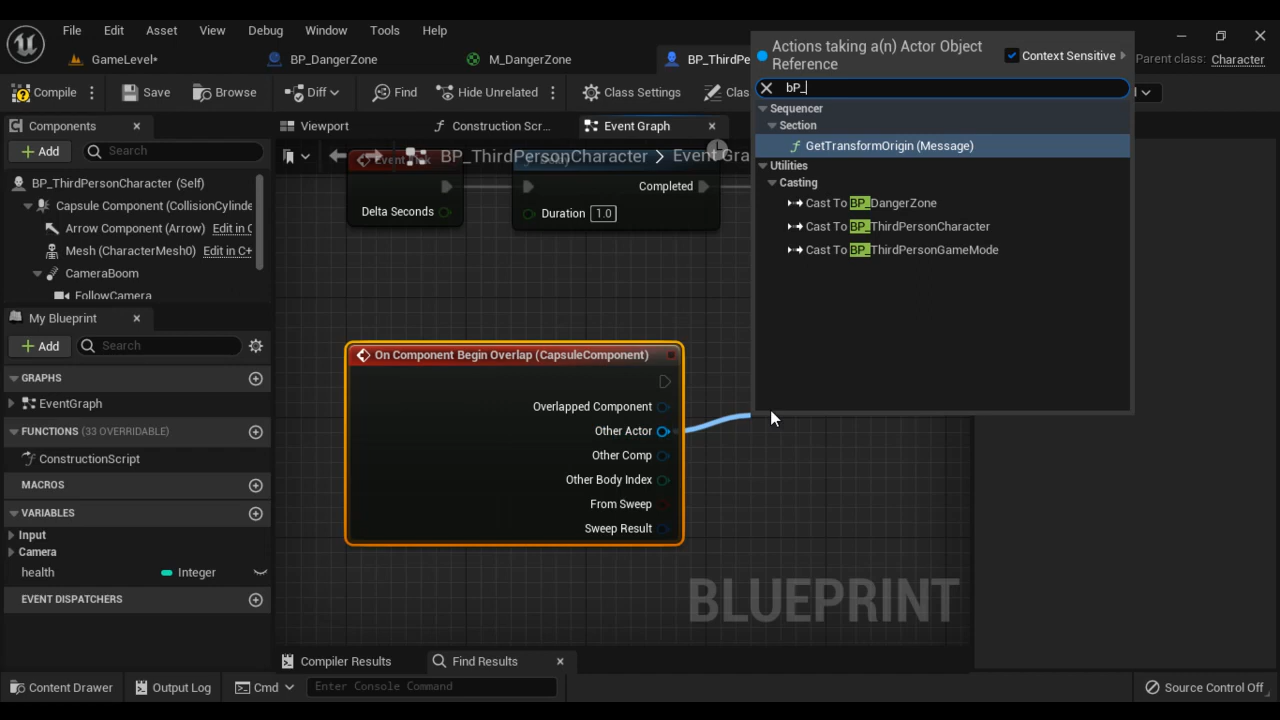 File Edit Asset View Debug Window Tools Help
GameLevel* BP_DangerZone M_DangerZone BP_ThirdPe
Parent class: Character
Compile Save Browse Diff Find Hide Unrelated Class Settings Clas
Actions taking a(n) Actor Object
Reference
Context Sensitive
bP_
Sequencer
Section
GetTransformOrigin (Message)
Utilities
Casting
Cast To BP_DangerZone
Cast To BP_ThirdPersonCharacter
Cast To BP_ThirdPersonGameMode
Components
Add Search
BP_ThirdPersonCharacter (Self)
Capsule Component (CollisionCylinde
Arrow Component (Arrow) Edit in C
Mesh (CharacterMesh0) Edit in C+
CameraBoom
FollowCamera
My Blueprint
Add Search
GRAPHS
EventGraph
FUNCTIONS (33 OVERRIDABLE)
ConstructionScript
MACROS
VARIABLES
Input
Camera
health Integer
EVENT DISPATCHERS
Viewport Construction Scr... Event Graph
BP_ThirdPersonCharacter > Event Gra
Delta Seconds
Completed
Duration 1.0
On Component Begin Overlap (CapsuleComponent)
Overlapped Component
Other Actor
Other Comp
Other Body Index
From Sweep
Sweep Result
BLUEPRINT
Compiler Results Find Results
Content Drawer Output Log Cmd Enter Console Command Source Control Off